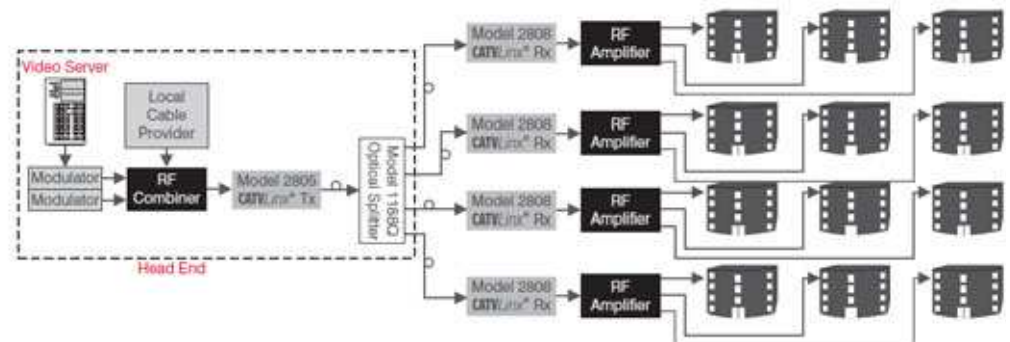 Video Server
Local
Cable
Provider
Modulator
Modulator
RF
Combiner
Model 2805
CATVLinx® Tx
Model 1168Q
Optical Splitter
Head End
Model 2808
CATVLinx® Rx
RF
Amplifier
Model 2808
CATVLinx® Rx
RF
Amplifier
Model 2808
CATVLinx® Rx
RF
Amplifier
Model 2808
CATVLinx® Rx
RF
Amplifier